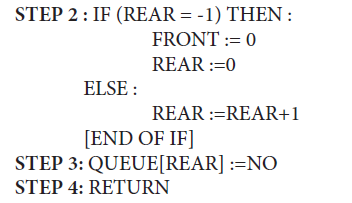 STEP 2 : IF (REAR = -1) THEN :
FRONT := 0
REAR :=0
ELSE :
REAR :=REAR+1
[END OF IF]
STEP 3: QUEUE[REAR] :=NO
STEP 4: RETURN